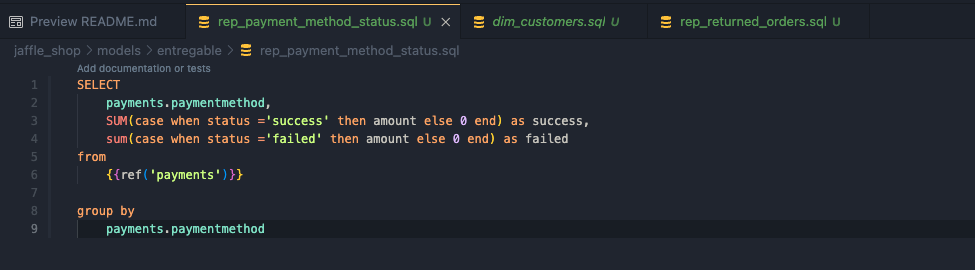 Preview README.md
rep_payment_method_status.sql U
dim_customers.sql U
rep_returned_orders.sql U
jaffle_shop > models > entregable > rep_payment_method_status.sql
Add documentation or tests
1 SELECT
2     payments.paymentmethod,
3     SUM(case when status ='success' then amount else 0 end) as success,
4     sum(case when status ='failed' then amount else 0 end) as failed
5 from
6     {{ref('payments')}}
7
8 group by
9     payments.paymentmethod